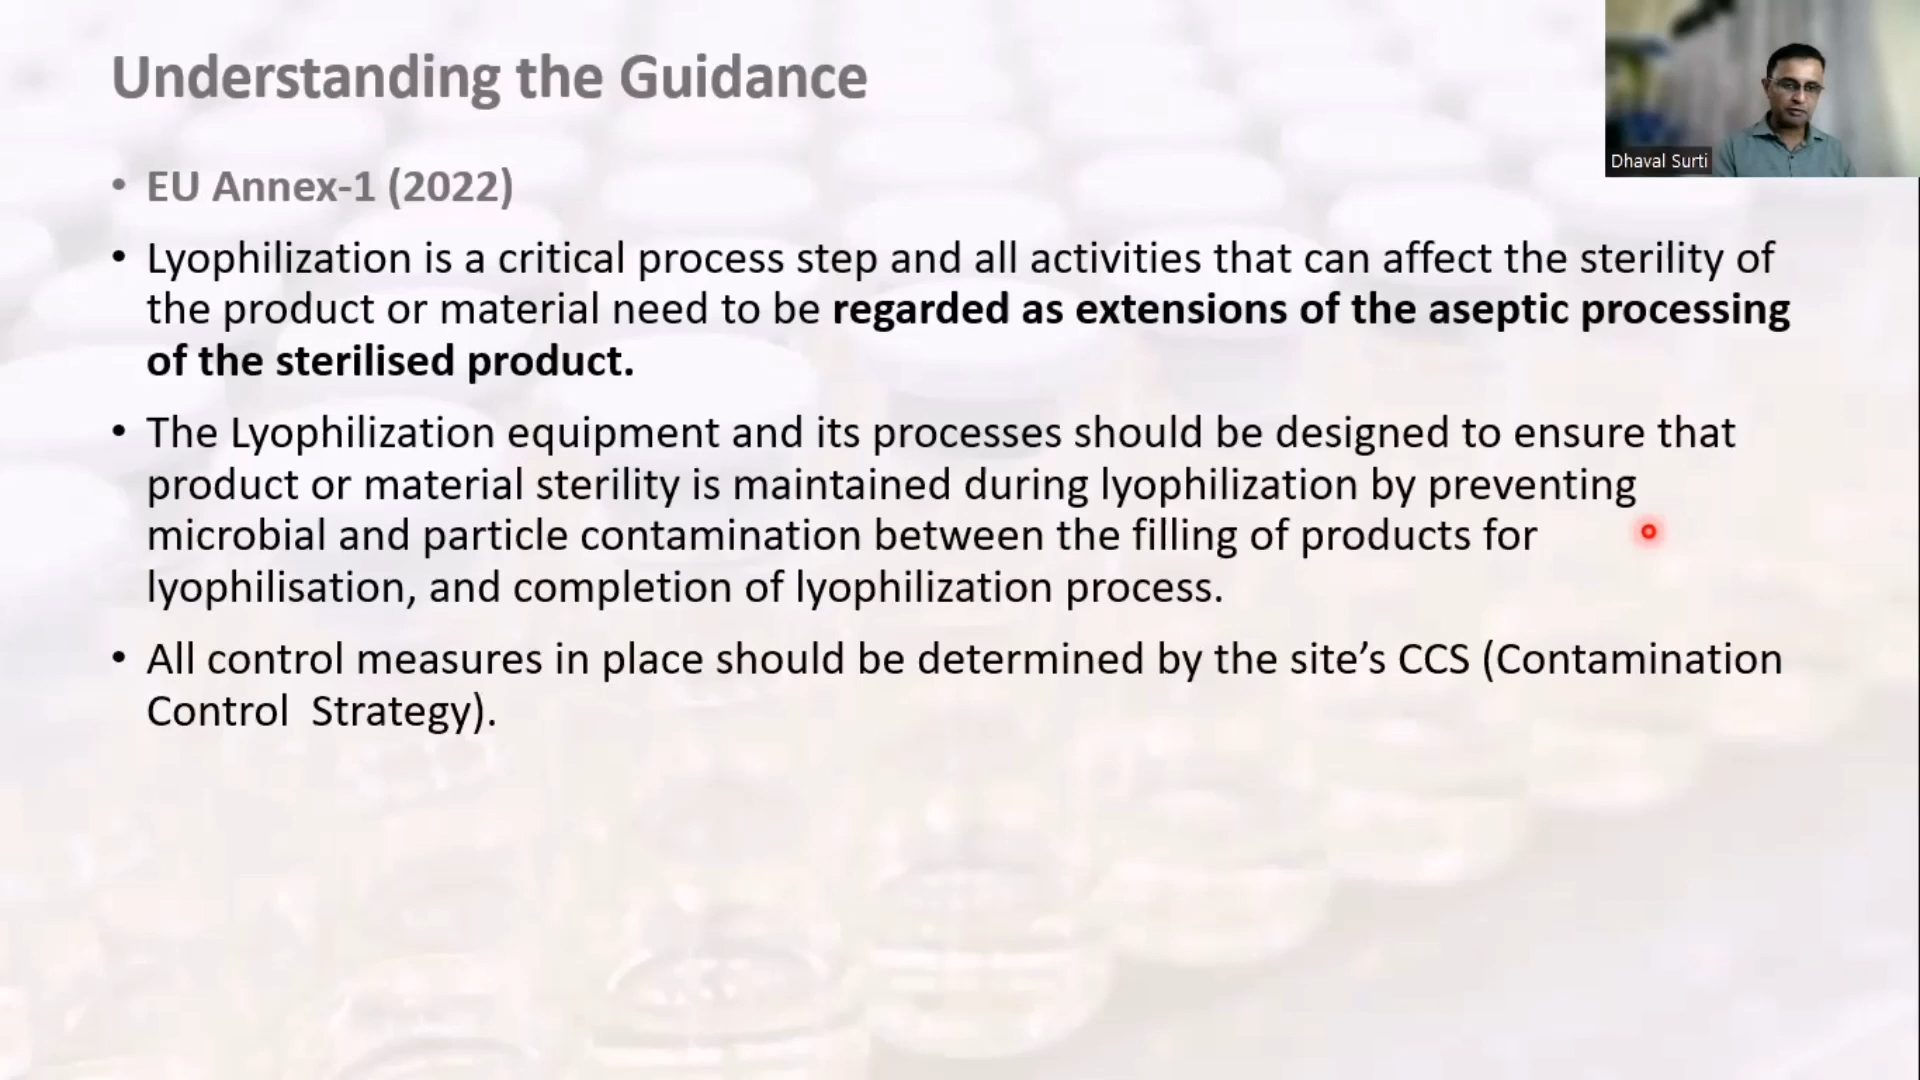 Understanding the Guidance
Dhaval Surti
• EU Annex-1 (2022)
• Lyophilization is a critical process step and all activities that can affect the sterility of
the product or material need to be regarded as extensions of the aseptic processing
of the sterilised product.
• The Lyophilization equipment and its processes should be designed to ensure that
product or material sterility is maintained during lyophilization by preventing
microbial and particle contamination between the filling of products for
lyophilisation, and completion of lyophilization process.
• All control measures in place should be determined by the site’s CCS (Contamination
Control  Strategy).